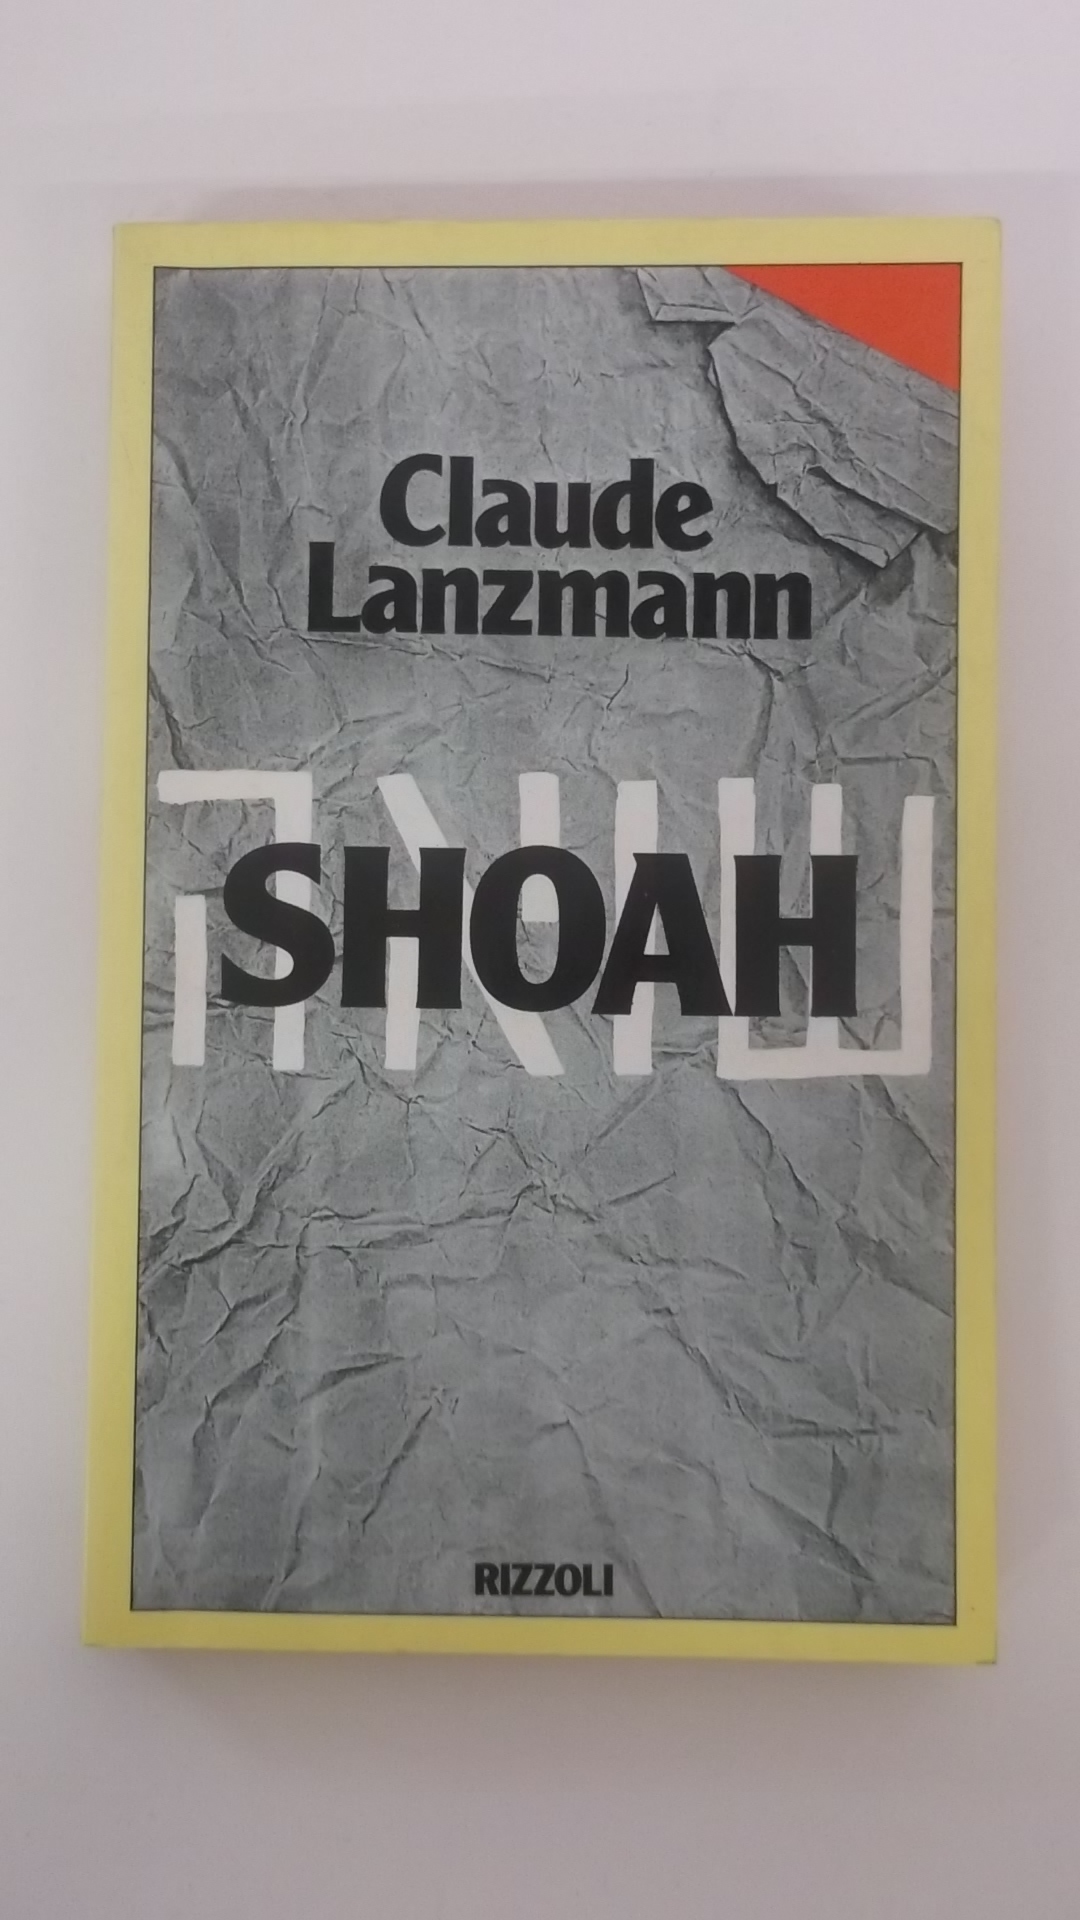 Claude
Lanzmann
שואה
SHOAH
RIZZOLI